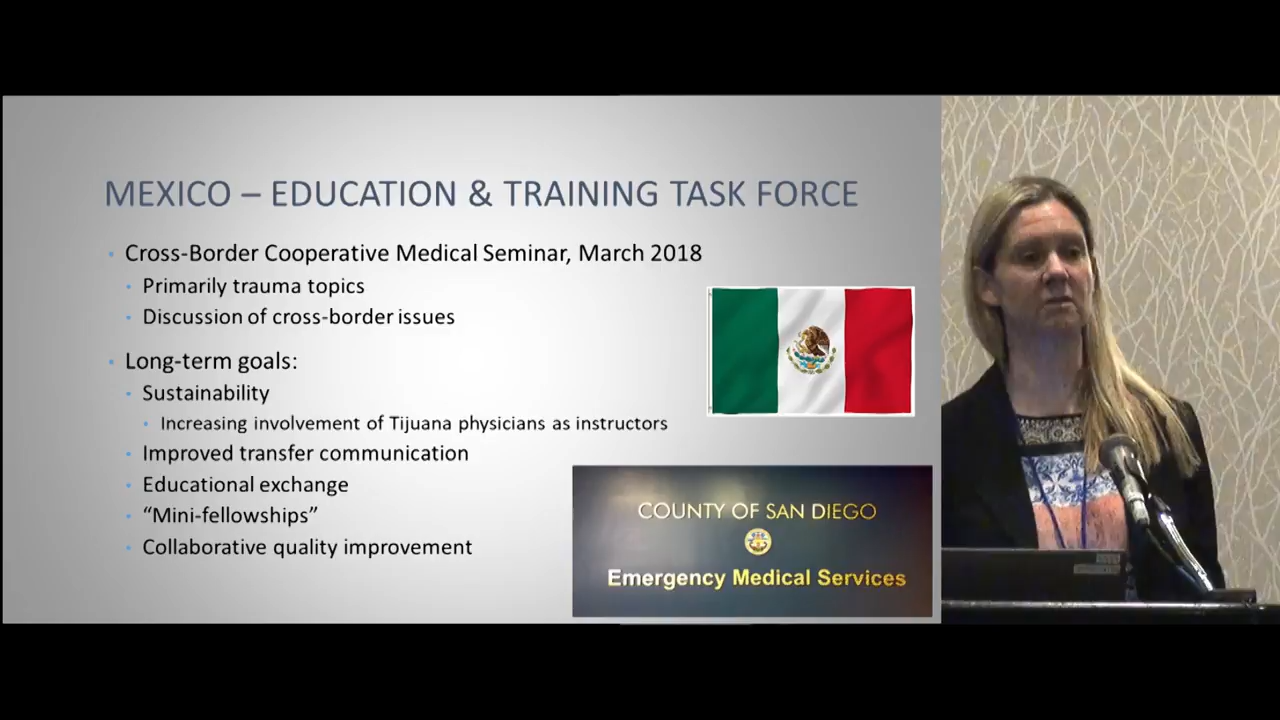 MEXICO – EDUCATION & TRAINING TASK FORCE
Cross-Border Cooperative Medical Seminar, March 2018
Primarily trauma topics
Discussion of cross-border issues
Long-term goals:
Sustainability
Increasing involvement of Tijuana physicians as instructors
Improved transfer communication
Educational exchange
“Mini-fellowships”
Collaborative quality improvement
COUNTY OF SAN DIEGO
Emergency Medical Services